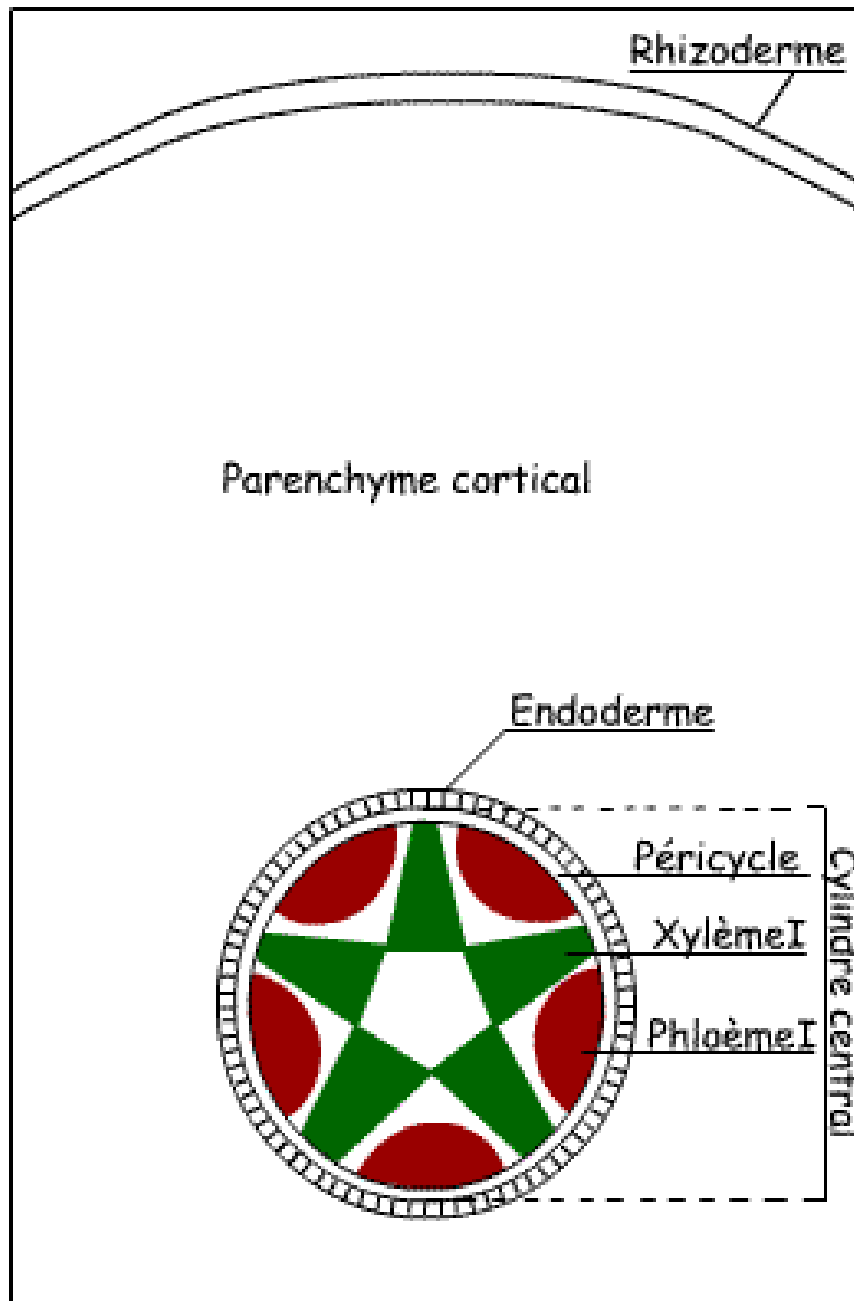 Rhizoderme
Parenchyme cortical
Endoderme
Péricycle
XylèmeI
PhloèmeI
Cylindre central